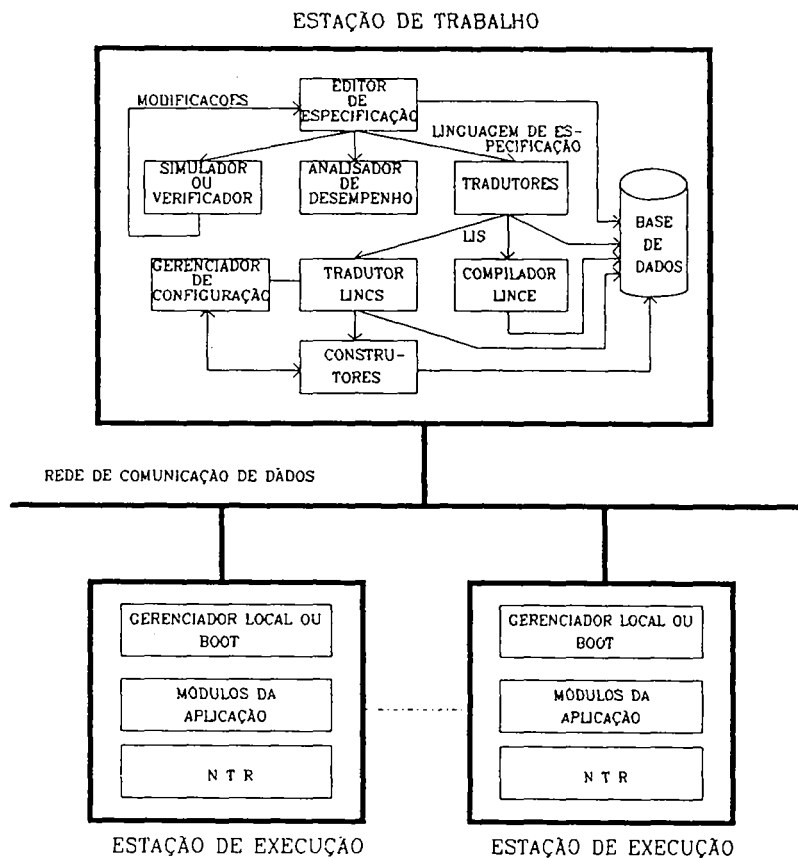 ESTAÇÃO DE TRABALHO
EDITOR
DE
ESPECIFICAÇÃO
MODIFICACOES
LINGUAGEM DE ES-
PECIFICAÇÃO
SIMULADOR
OU
VERIFICADOR
ANALISADOR
DE
DESEMPENHO
TRADUTORES
BASE
DE
DADOS
LIS
GERENCIADOR
DE
CONFIGURAÇÃO
TRADUTOR
LINCS
COMPILADOR
LINCE
CONSTRU-
TORES
REDE DE COMUNICAÇÃO DE DADOS
GERENCIADOR LOCAL OU
BOOT
MÓDULOS DA
APLICAÇÃO
N T R
GERENCIADOR LOCAL OU
BOOT
MÓDULOS DA
APLICAÇÃO
N T R
ESTAÇÃO DE EXECUÇÃO
ESTAÇÃO DE EXECUÇÃO